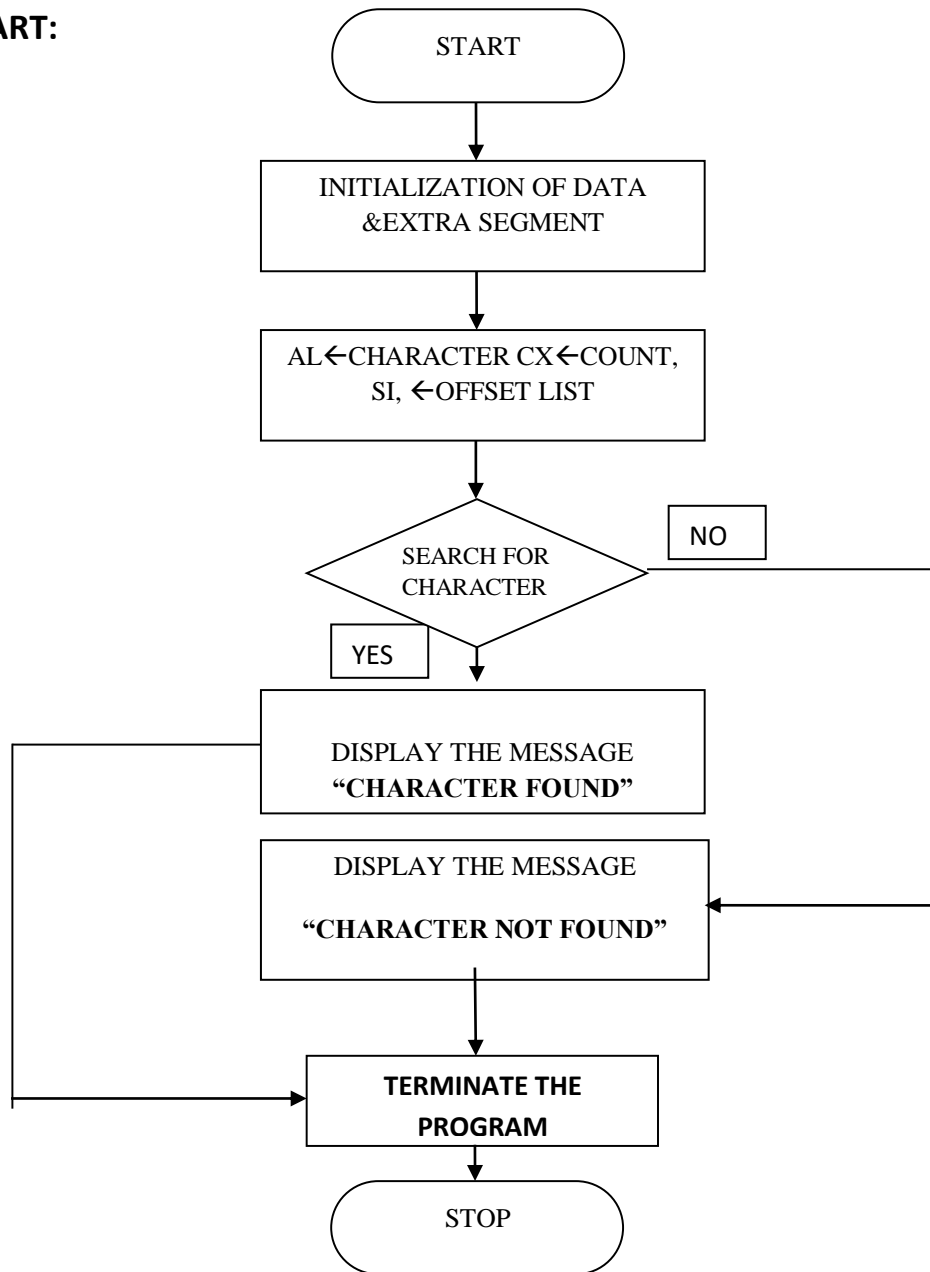 ART:
START
INITIALIZATION OF DATA
&EXTRA SEGMENT
AL←CHARACTER CX←COUNT,
SI, ←OFFSET LIST
SEARCH FOR
CHARACTER
NO
YES
DISPLAY THE MESSAGE
“CHARACTER FOUND”
DISPLAY THE MESSAGE
“CHARACTER NOT FOUND”
TERMINATE THE
PROGRAM
STOP